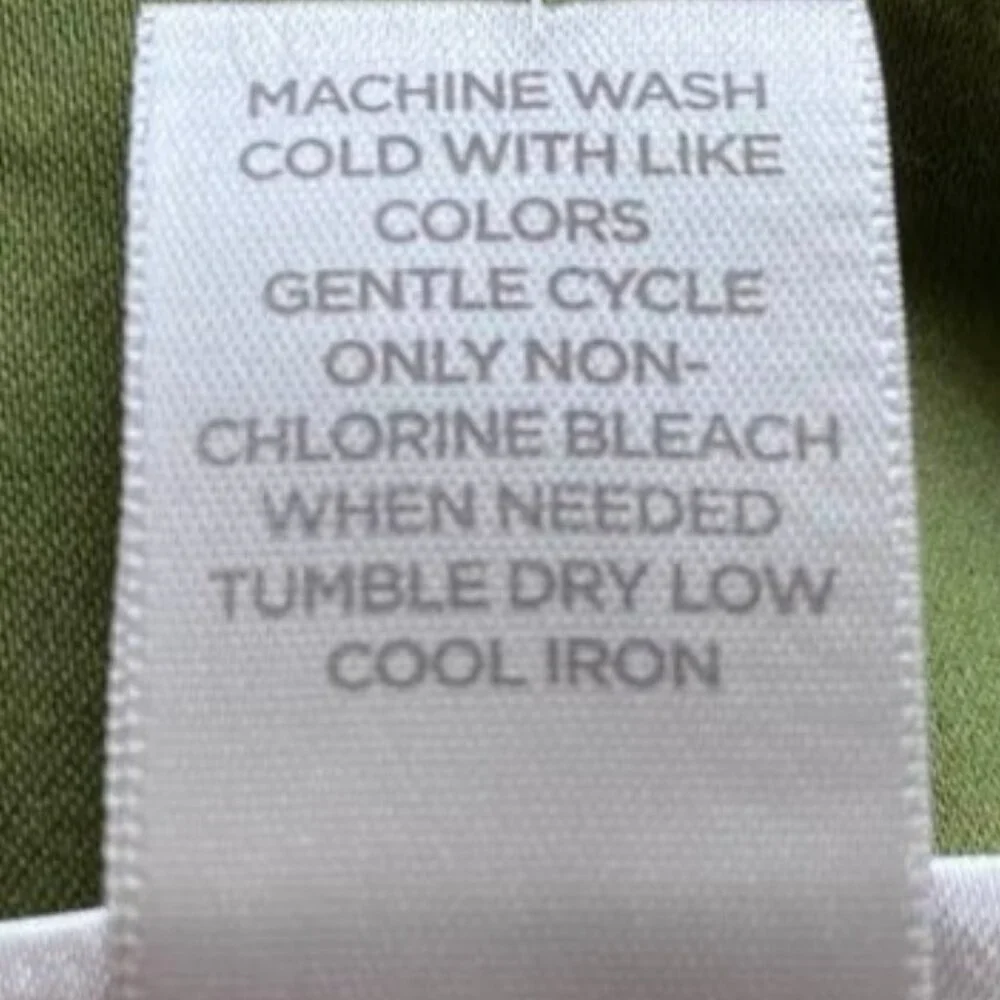 MACHINE WASH
COLD WITH LIKE
COLORS
GENTLE CYCLE
ONLY NON-
CHLORINE BLEACH
WHEN NEEDED
TUMBLE DRY LOW
COOL IRON